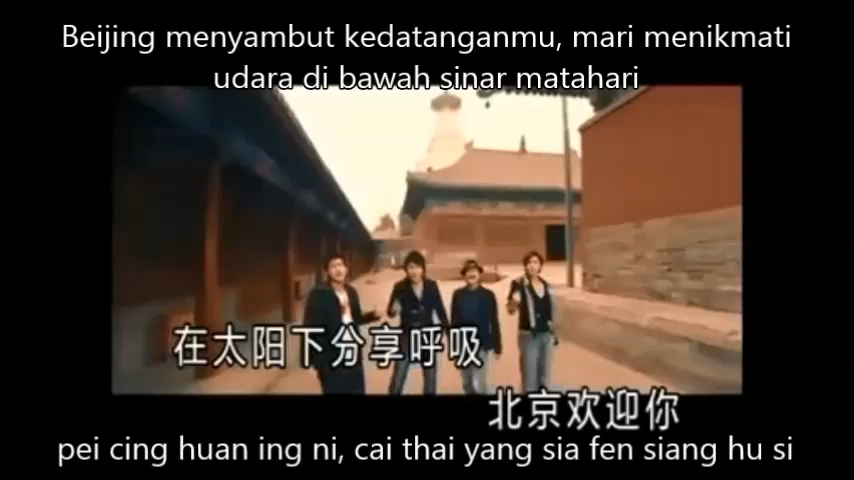 Beijing menyambut kedatanganmu, mari menikmati
udara di bawah sinar matahari
在太阳下分享呼吸
北京欢迎你
pei cing huan ing ni, cai thai yang sia fen siang hu si